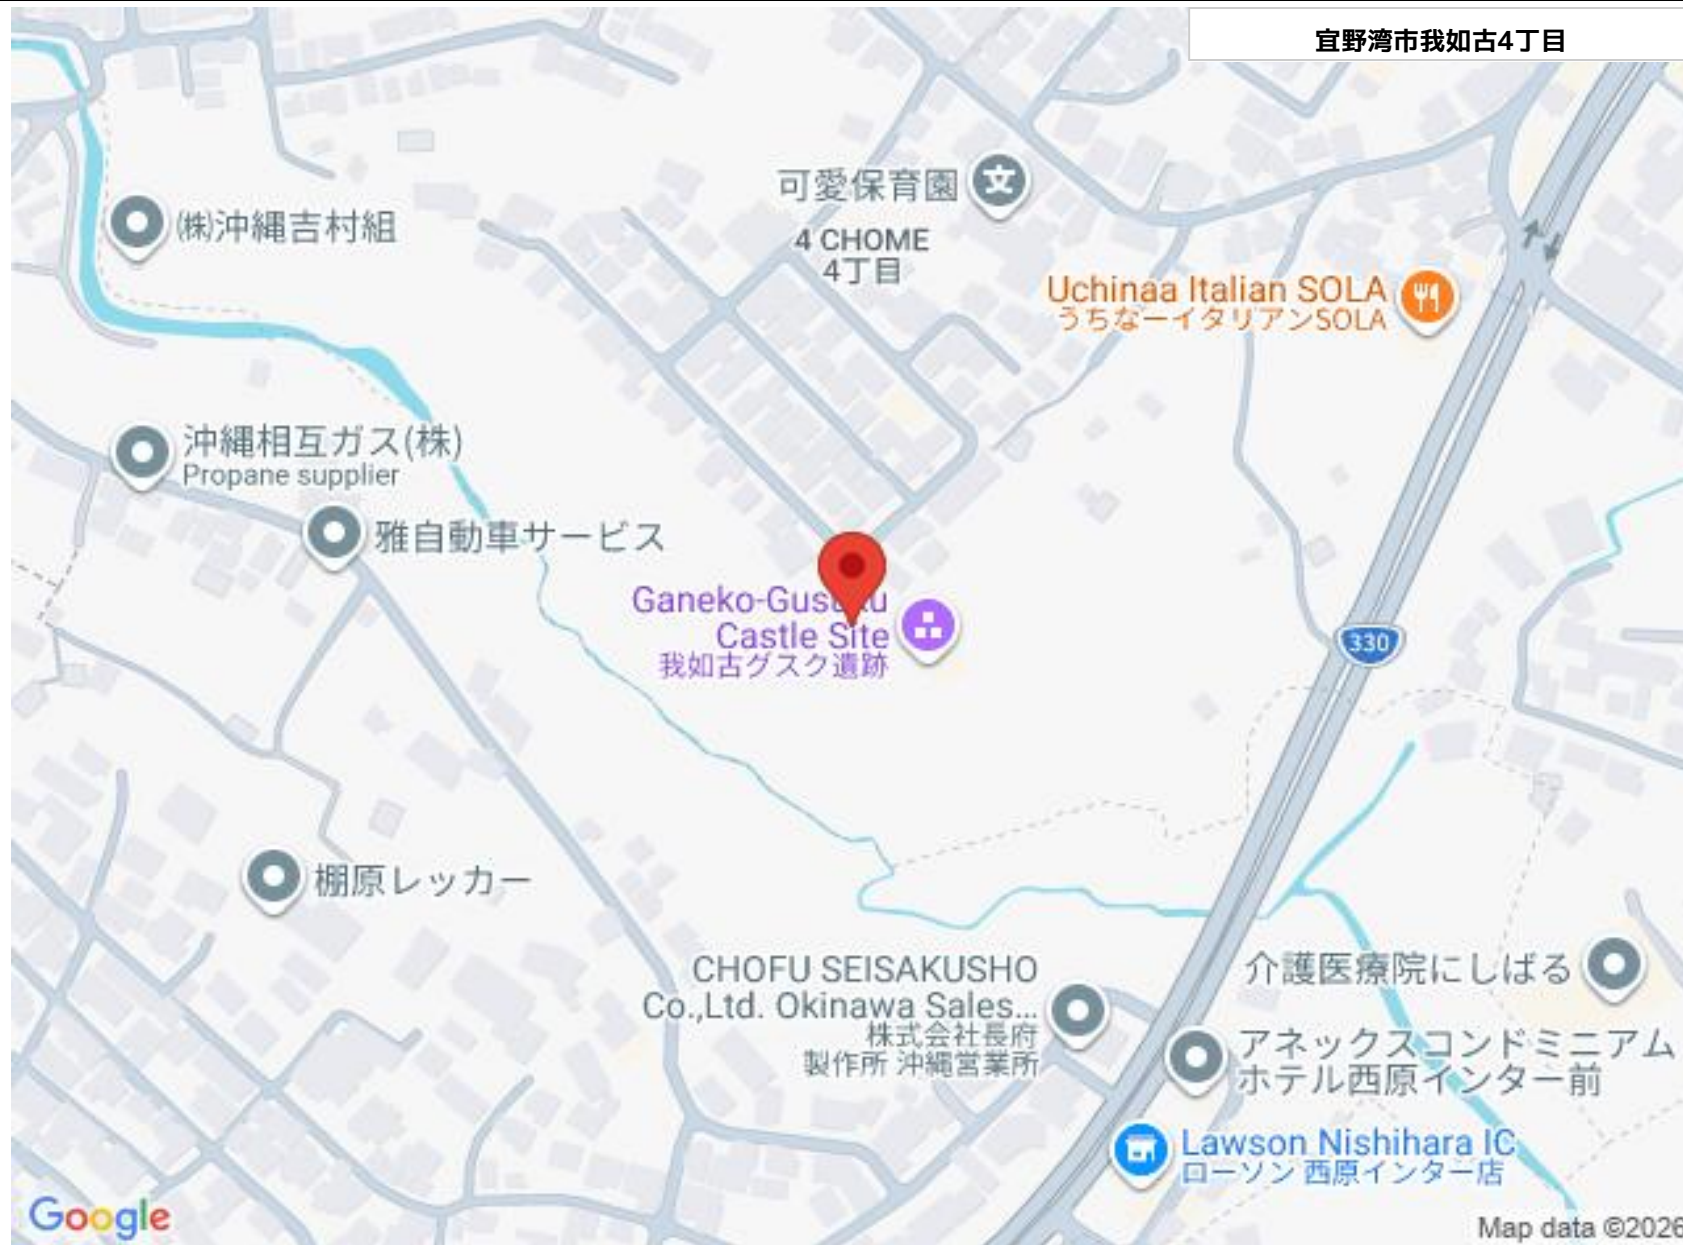 宜野湾市我如古4丁目
可愛保育園
㈱沖縄吉村組
4 CHOME
4丁目
Uchinaa Italian SOLA
うちなーイタリアンSOLA
沖縄相互ガス(株)
Propane supplier
雅自動車サービス
Ganeko-Gusuku
Castle Site
我如古グスク遺跡
330
棚原レッカー
CHOFU SEISAKUSHO
Co.,Ltd. Okinawa Sales...
株式会社長府
製作所 沖縄営業所
介護医療院にしばる
アネックスコンドミニアム
ホテル西原インター前
Lawson Nishihara IC
ローソン 西原インター店
Google
Map data ©2026